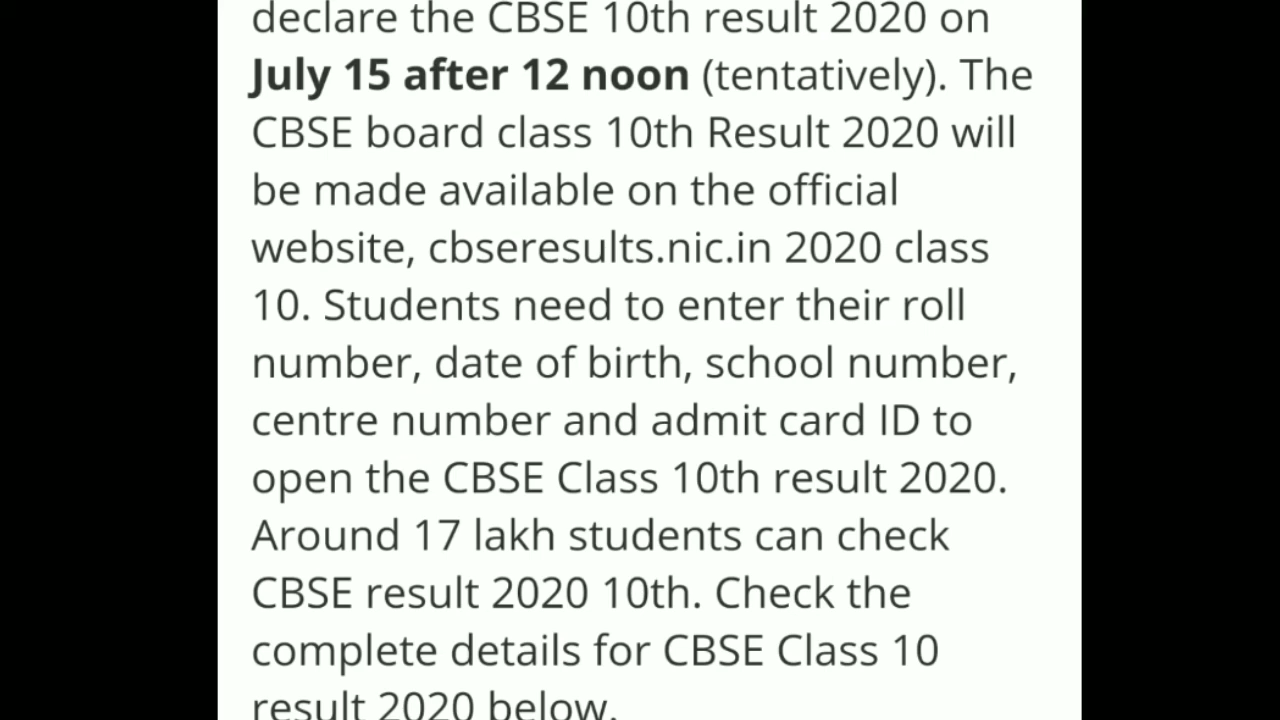 declare the CBSE 10th result 2020 on
July 15 after 12 noon (tentatively). The
CBSE board class 10th Result 2020 will
be made available on the official
website, cbseresults.nic.in 2020 class
10. Students need to enter their roll
number, date of birth, school number,
centre number and admit card ID to
open the CBSE Class 10th result 2020.
Around 17 lakh students can check
CBSE result 2020 10th. Check the
complete details for CBSE Class 10
result 2020 below.